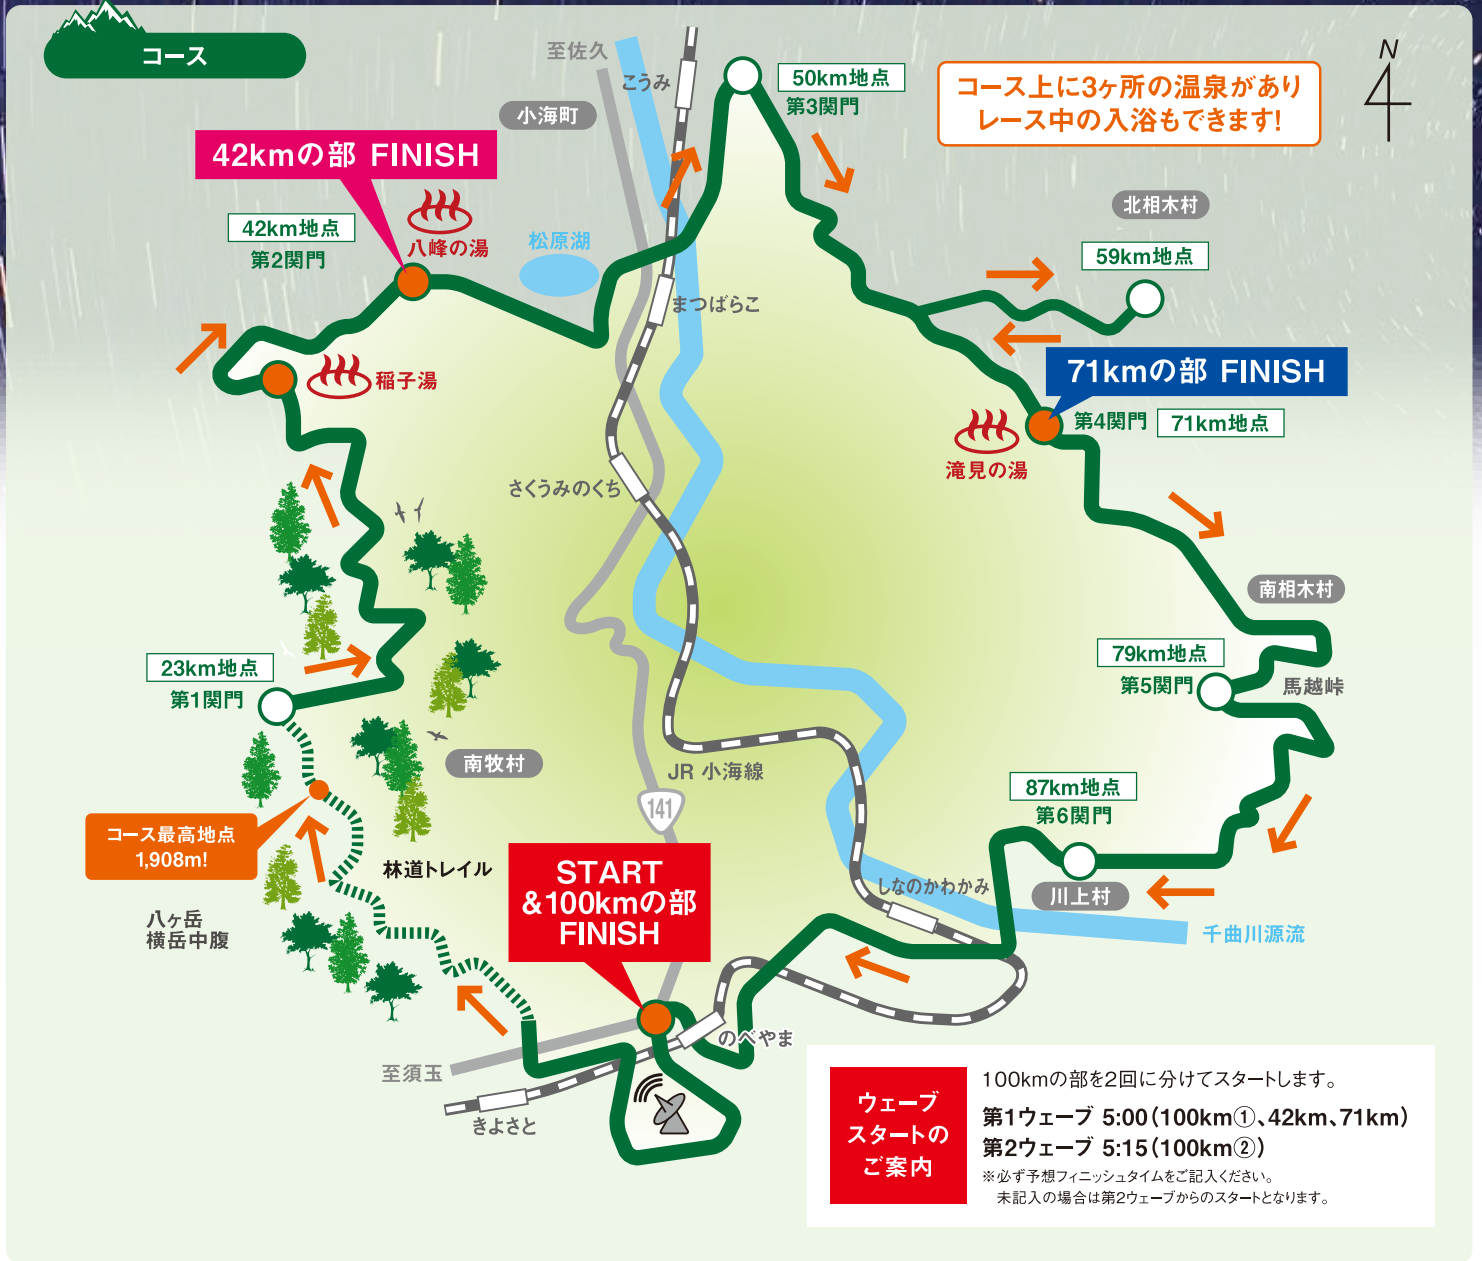 コース
至佐久
こうみ
小海町
50km地点
第3関門
コース上に3ヶ所の温泉があり
レース中の入浴もできます!
N
42kmの部 FINISH
42km地点
第2関門
八峰の湯
松原湖
まつばらこ
北相木村
59km地点
71kmの部 FINISH
第4関門
71km地点
滝見の湯
稲子湯
さくうみのくち
南相木村
79km地点
第5関門
馬越峠
23km地点
第1関門
南牧村
JR 小海線
141
87km地点
第6関門
コース最高地点
1,908m!
林道トレイル
START
&100kmの部
FINISH
しなのかわかみ
川上村
千曲川源流
八ヶ岳
横岳中腹
のべやま
至須玉
きよさと
ウェーブ
スタートの
ご案内
100kmの部を2回に分けてスタートします。
第1ウェーブ 5:00(100km①、42km、71km)
第2ウェーブ 5:15(100km②)
※必ず予想フィニッシュタイムをご記入ください。
未記入の場合は第2ウェーブからのスタートとなります。